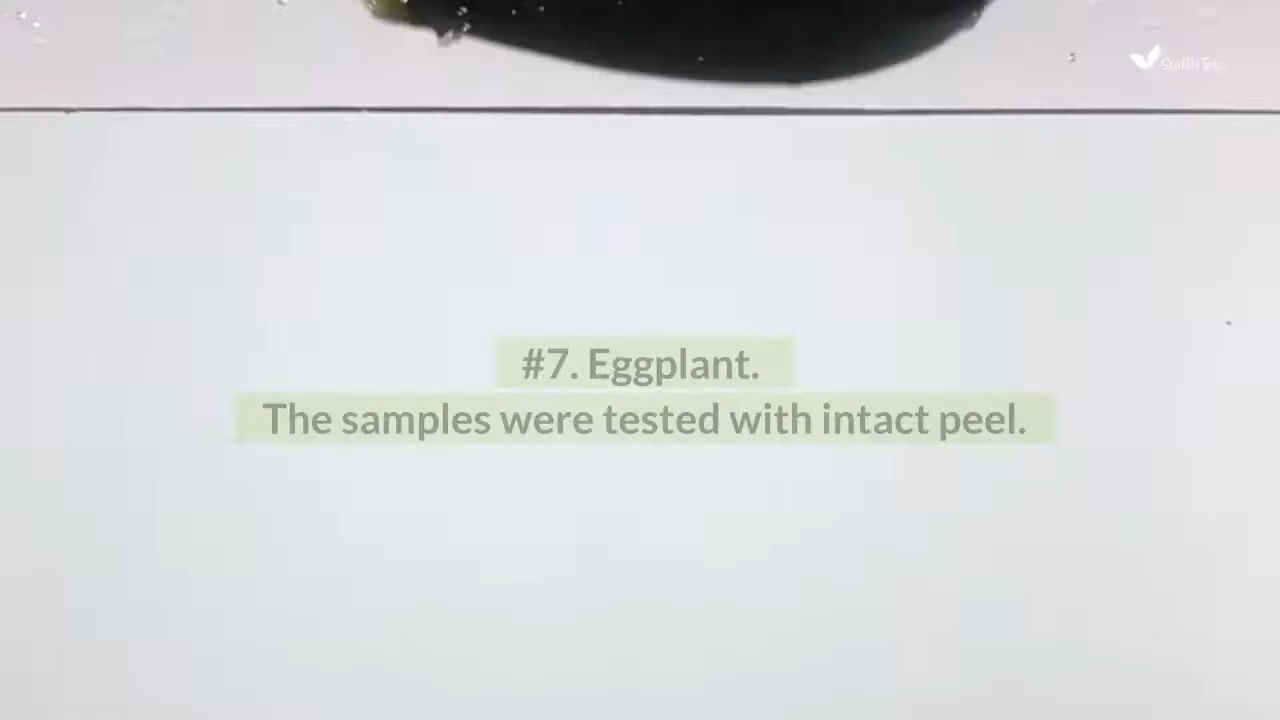 #7. Eggplant.
The samples were tested with intact peel.